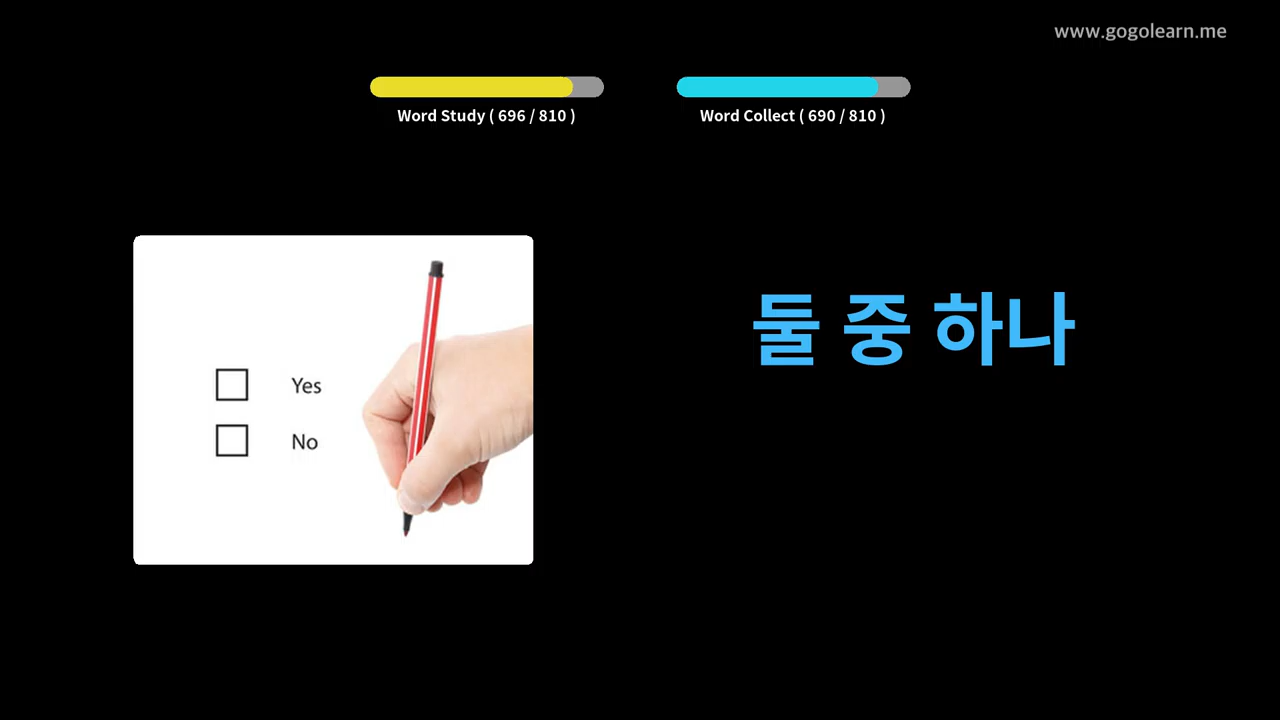 www.gogolearn.me
Word Study ( 696 / 810 )
Word Collect ( 690 / 810 )
둘 중 하나
Yes
No